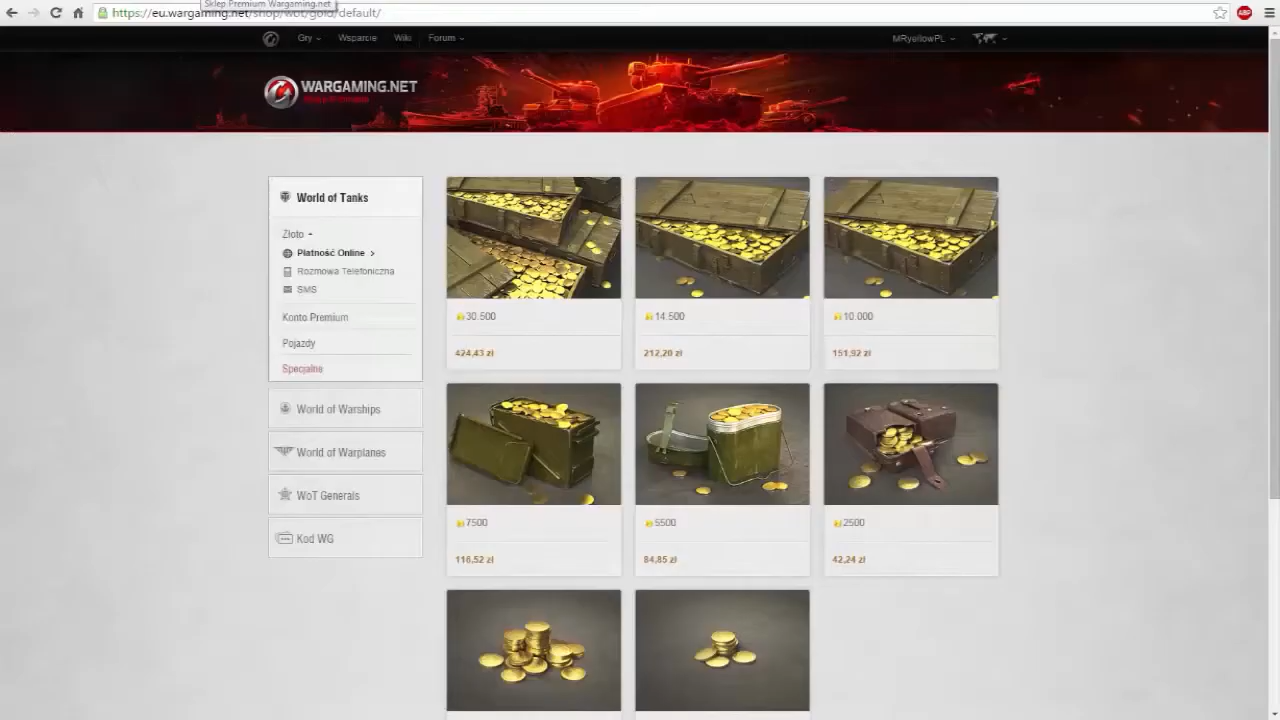 Sklep Premium Wargaming.net
https://eu.wargaming.net/shop/wot/gold/default/
ABP
Gry
Wsparcie
Wiki
Forum
MRyellowPL
WARGAMING.NET
World of Tanks
Złoto
Płatność Online >
Rozmowa Telefoniczna
SMS
Konto Premium
Pojazdy
Specjalne
World of Warships
World of Warplanes
WoT Generals
Kod WG
30.500
14.500
10.000
424,43 zł
212,20 zł
151,92 zł
7500
5500
2500
116,52 zł
84,85 zł
42,24 zł